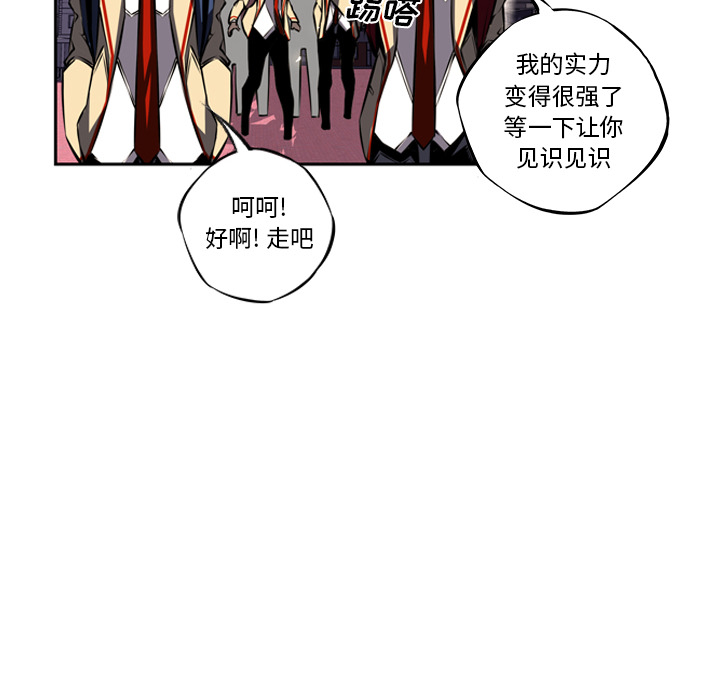 踢嗒
我的实力
变得很强了
等一下让你
见识见识
呵呵!
好啊! 走吧